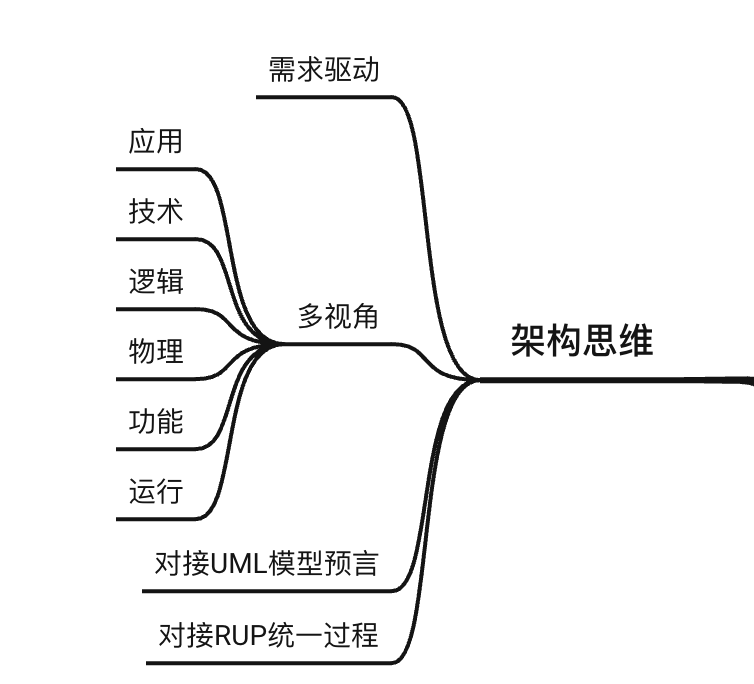 需求驱动
应用
技术
逻辑
物理
功能
运行
多视角
架构思维
对接UML模型预言
对接RUP统一过程